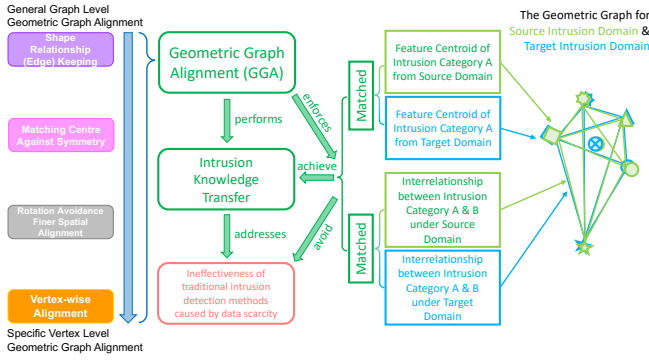 General Graph Level
Geometric Graph Alignment
Shape
Relationship
(Edge) Keeping
Matching Centre
Against Symmetry
Rotation Avoidance
Finer Spatial
Alignment
Vertex-wise
Alignment
Specific Vertex Level
Geometric Graph Alignment
Geometric Graph
Alignment (GGA)
performs
enforces
Intrusion
Knowledge
Transfer
achieve
addresses
avoid
Ineffectiveness of
traditional intrusion
detection methods
caused by data scarcity
Matched
Matched
Feature Centroid of
Intrusion Category A
from Source Domain
Feature Centroid of
Intrusion Category A
from Target Domain
Interrelationship
between Intrusion
Category A & B
under Source
Domain
Interrelationship
between Intrusion
Category A & B
under Target
Domain
The Geometric Graph for
Source Intrusion Domain &
Target Intrusion Domain